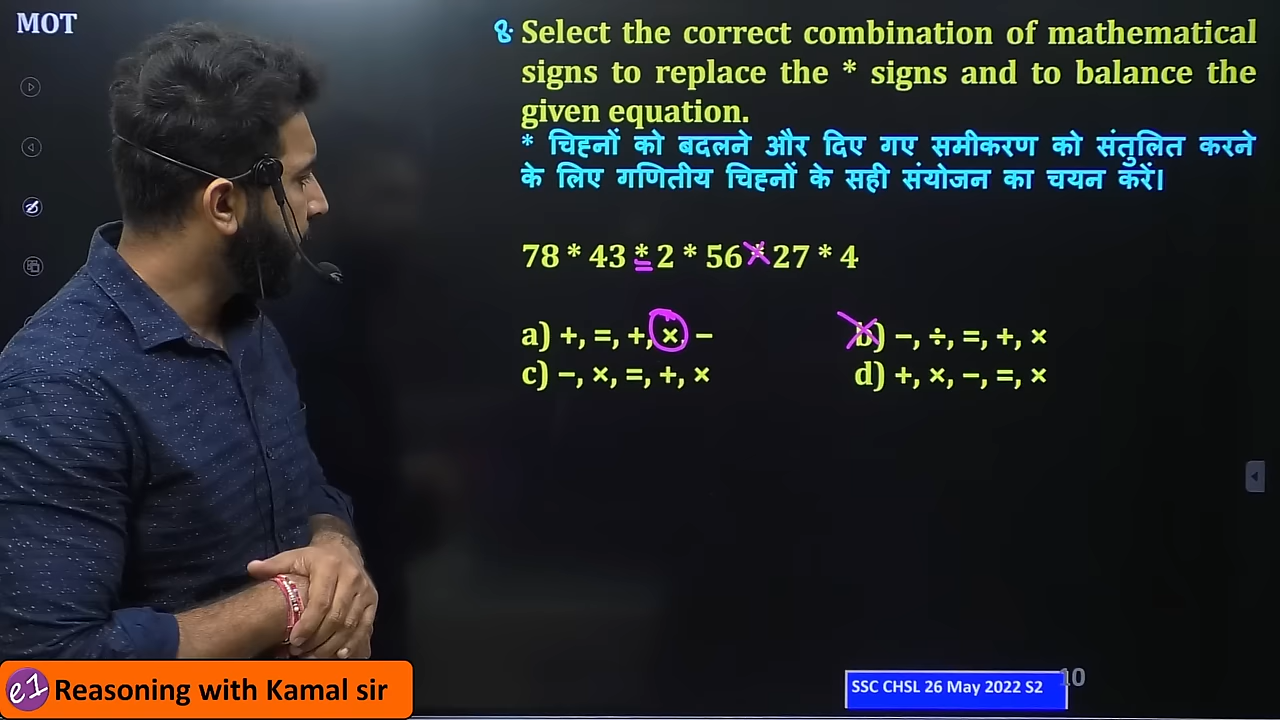 MOT
8. Select the correct combination of mathematical
signs to replace the * signs and to balance the
given equation.
* चिह्नों को बदलने और दिए गए समीकरण को संतुलित करने
के लिए गणितीय चिह्नों के सही संयोजन का चयन करें।
78 * 43 * 2 * 56 * 27 * 4
a) +, =, +, ×, − b) −, ÷, =, +, ×
c) −, ×, =, +, × d) +, ×, −, =, ×
e1 Reasoning with Kamal sir
SSC CHSL 26 May 2022 S2 10